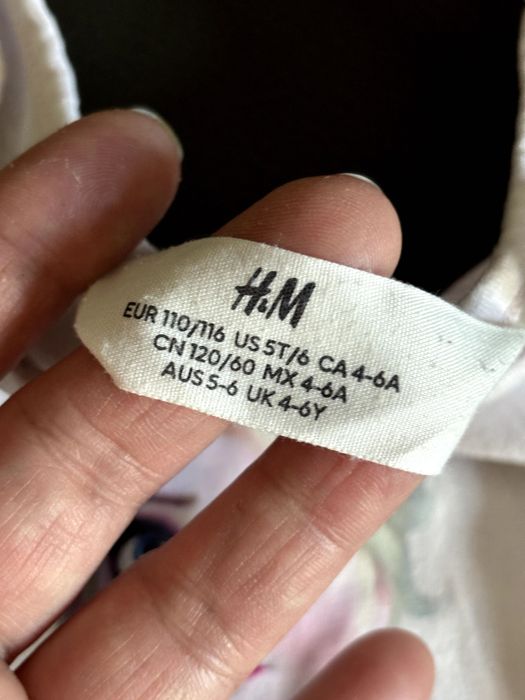 H&M
EUR 110/116 US 5T/6 CA 4-6A
CN 120/60 MX 4-6A
AUS 5-6 UK 4-6Y